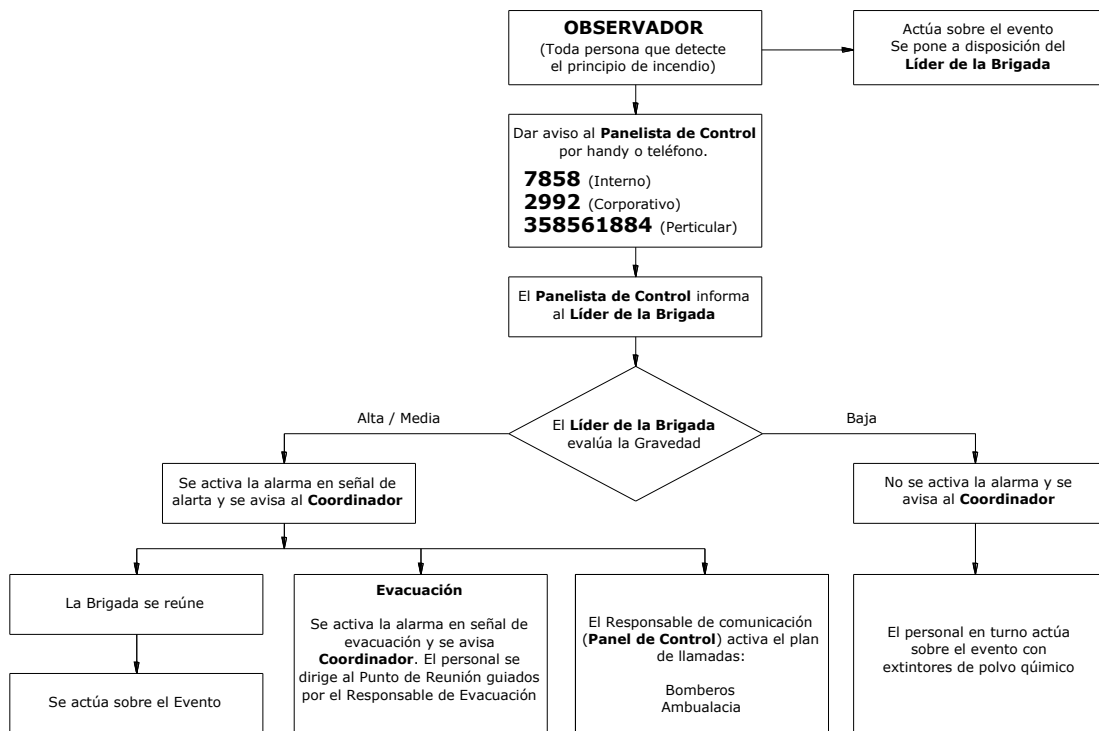 OBSERVADOR
(Toda persona que detecte
el principio de incendio)
Actúa sobre el evento
Se pone a disposición del
Líder de la Brigada
Dar aviso al Panelista de Control
por handy o teléfono.
7858 (Interno)
2992 (Corporativo)
358561884 (Perticular)
El Panelista de Control informa
al Líder de la Brigada
Alta / Media
El Líder de la Brigada
evalúa la Gravedad
Baja
Se activa la alarma en señal de
alarta y se avisa al Coordinador
No se activa la alarma y se
avisa al Coordinador
La Brigada se reúne
Se actúa sobre el Evento
Evacuación
Se activa la alarma en señal de
evacuación y se avisa
Coordinador. El personal se
dirige al Punto de Reunión guiados
por el Responsable de Evacuación
El Responsable de comunicación
(Panel de Control) activa el plan
de llamadas:
Bomberos
Ambualacia
El personal en turno actúa
sobre el evento con
extintores de polvo qúimico